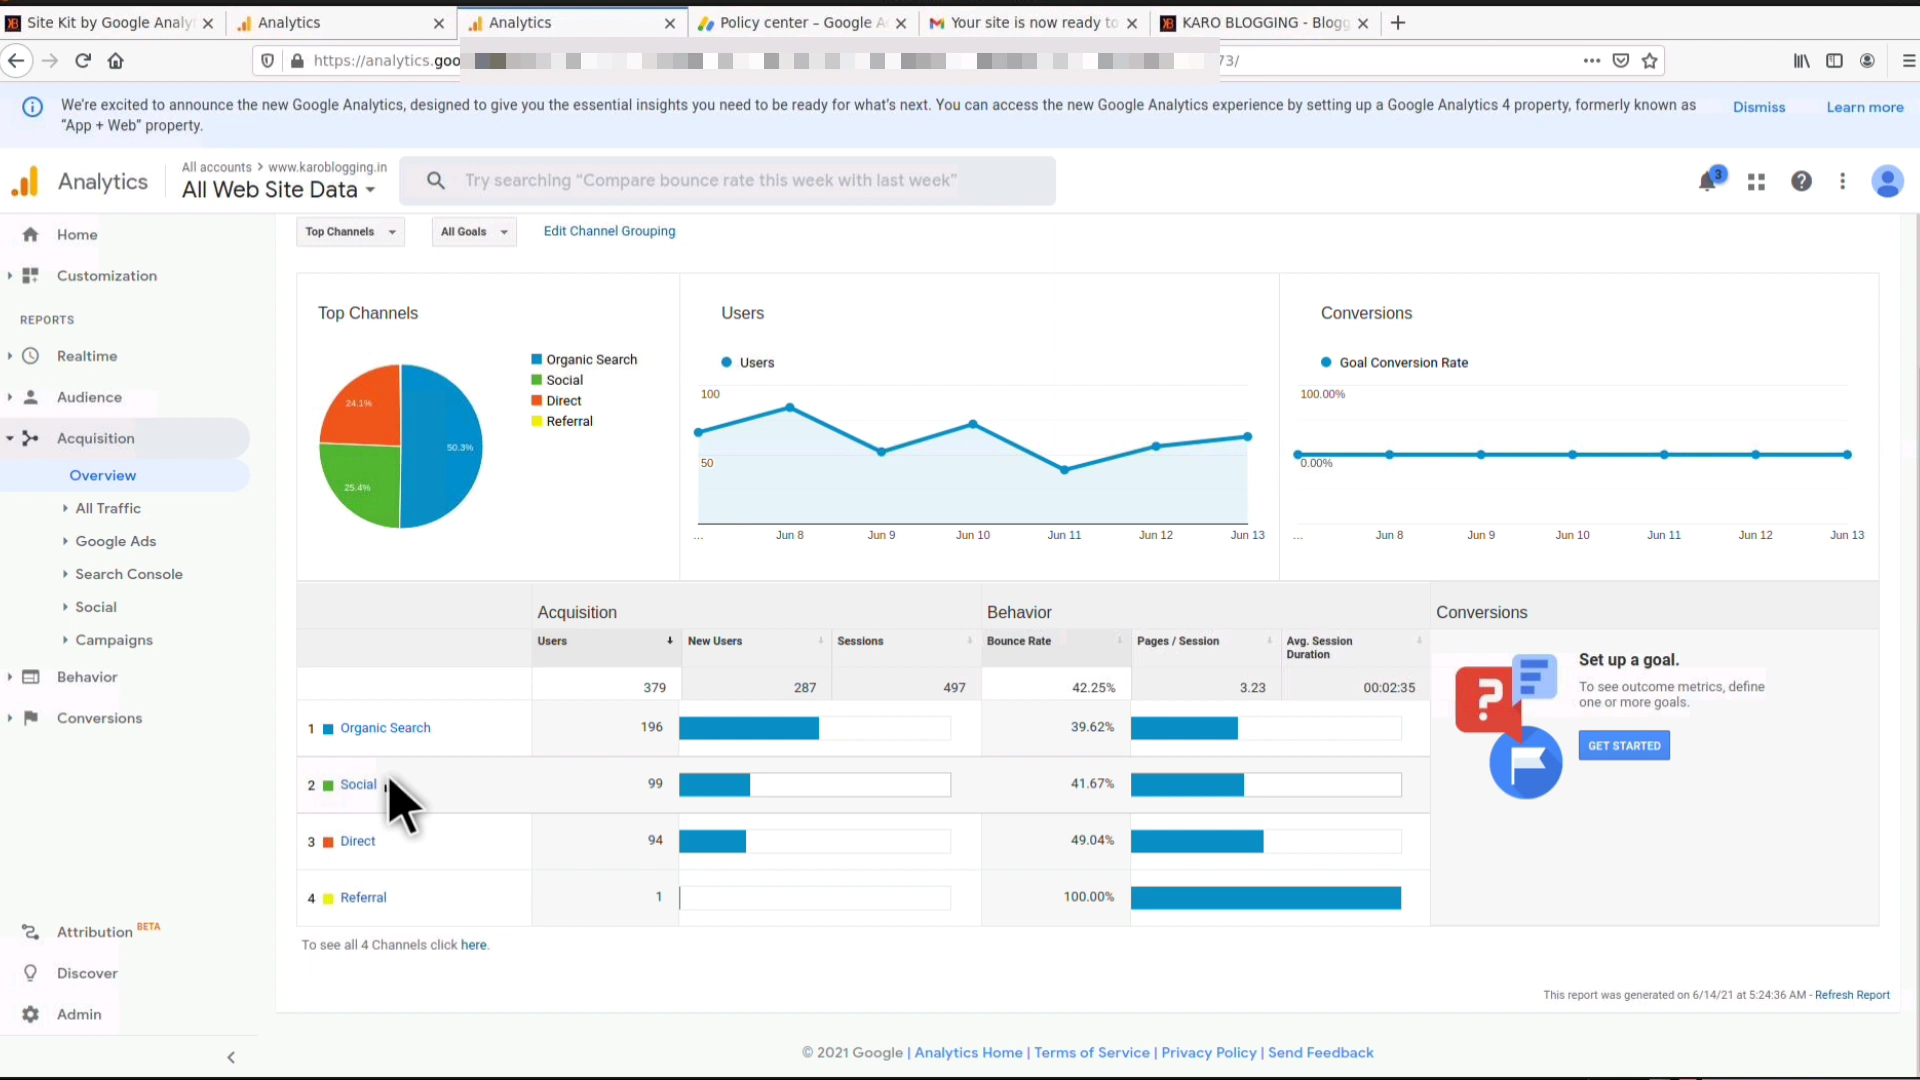 Site Kit by Google Analy
Analytics
Analytics
Policy center – Google A
Your site is now ready to
KARO BLOGGING - Blogg
https://analytics.goo
73/
We're excited to announce the new Google Analytics, designed to give you the essential insights you need to be ready for what's next. You can access the new Google Analytics experience by setting up a Google Analytics 4 property, formerly known as
"App + Web" property.
Dismiss
Learn more
Analytics
All accounts > www.karoblogging.in
All Web Site Data
Try searching "Compare bounce rate this week with last week"
3
Home
Customization
REPORTS
Realtime
Audience
Acquisition
Overview
All Traffic
Google Ads
Search Console
Social
Campaigns
Behavior
Conversions
Attribution BETA
Discover
Admin
Top Channels
All Goals
Edit Channel Grouping
Top Channels
Organic Search
Social
Direct
Referral
24.1%
50.3%
25.4%
Users
Users
100
50
... Jun 8 Jun 9 Jun 10 Jun 11 Jun 12 Jun 13
Conversions
Goal Conversion Rate
100.00%
0.00%
... Jun 8 Jun 9 Jun 10 Jun 11 Jun 12 Jun 13
Acquisition Behavior Conversions
Users New Users Sessions Bounce Rate Pages / Session Avg. Session
Duration
379 287 497 42.25% 3.23 00:02:35
1 Organic Search 196 39.62%
2 Social 99 41.67%
3 Direct 94 49.04%
4 Referral 1 100.00%
Set up a goal.
To see outcome metrics, define
one or more goals.
GET STARTED
To see all 4 Channels click here.
This report was generated on 6/14/21 at 5:24:36 AM - Refresh Report
© 2021 Google | Analytics Home | Terms of Service | Privacy Policy | Send Feedback